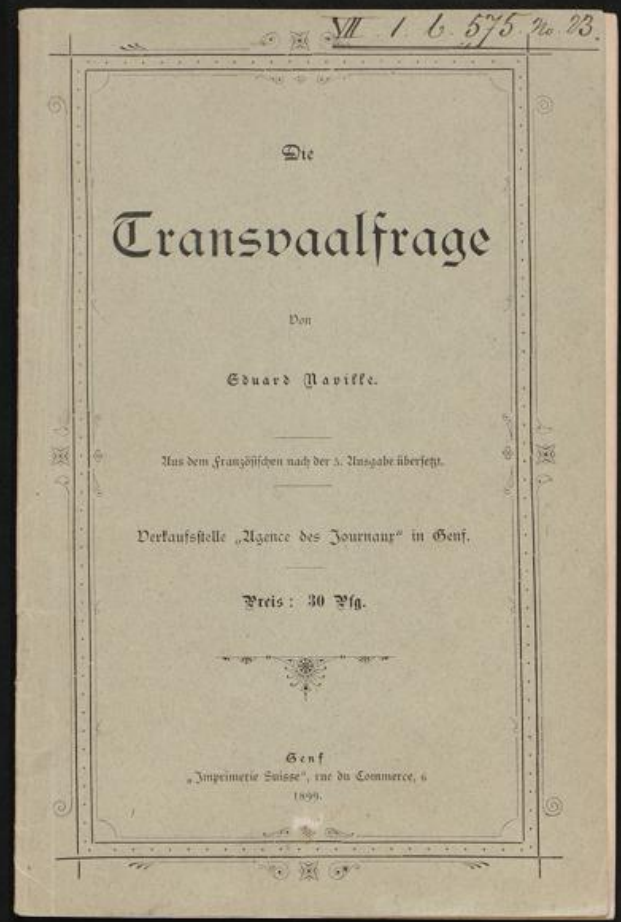 VII 1. 6. 575. No. 23.
Die
Transvaalfrage
Von
Eduard Naville.
Aus dem Französischen nach der 5. Ausgabe übersetzt.
Verkaufsstelle „Agence des Journaux“ in Genf.
Preis: 30 Pfg.
Genf
„Imprimerie Suisse“, rue du Commerce, 6
1899.